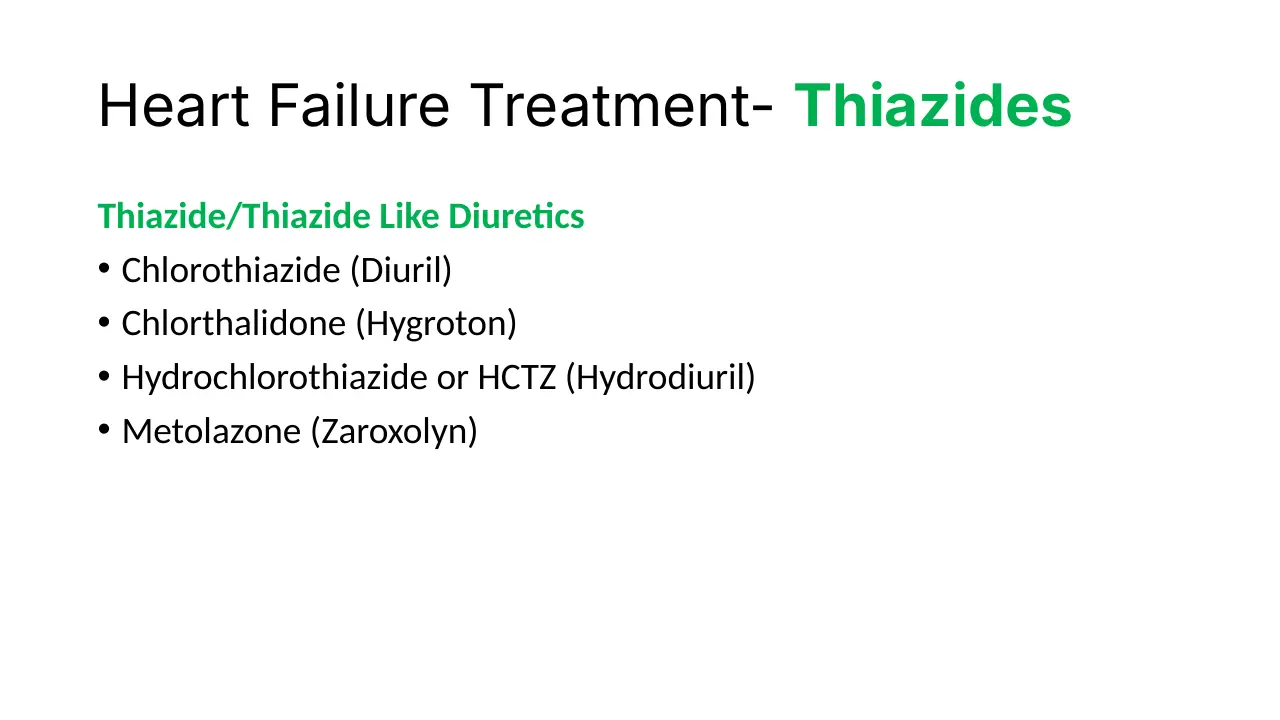 Heart Failure Treatment- Thiazides
Thiazide/Thiazide Like Diuretics
• Chlorothiazide (Diuril)
• Chlorthalidone (Hygroton)
• Hydrochlorothiazide or HCTZ (Hydrodiuril)
• Metolazone (Zaroxolyn)